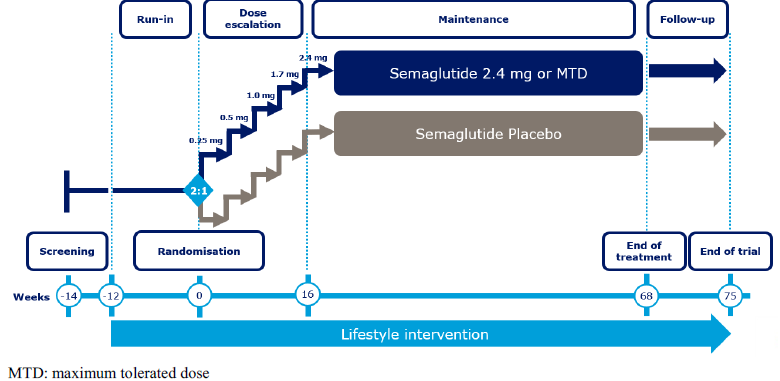 Run-in
Dose
escalation
Maintenance
Follow-up
2.4 mg
1.7 mg
1.0 mg
0.5 mg
0.25 mg
Semaglutide 2.4 mg or MTD
Semaglutide Placebo
2:1
Screening
Randomisation
End of
treatment
End of trial
Weeks -14 -12 0 16 68 75
Lifestyle intervention
MTD: maximum tolerated dose